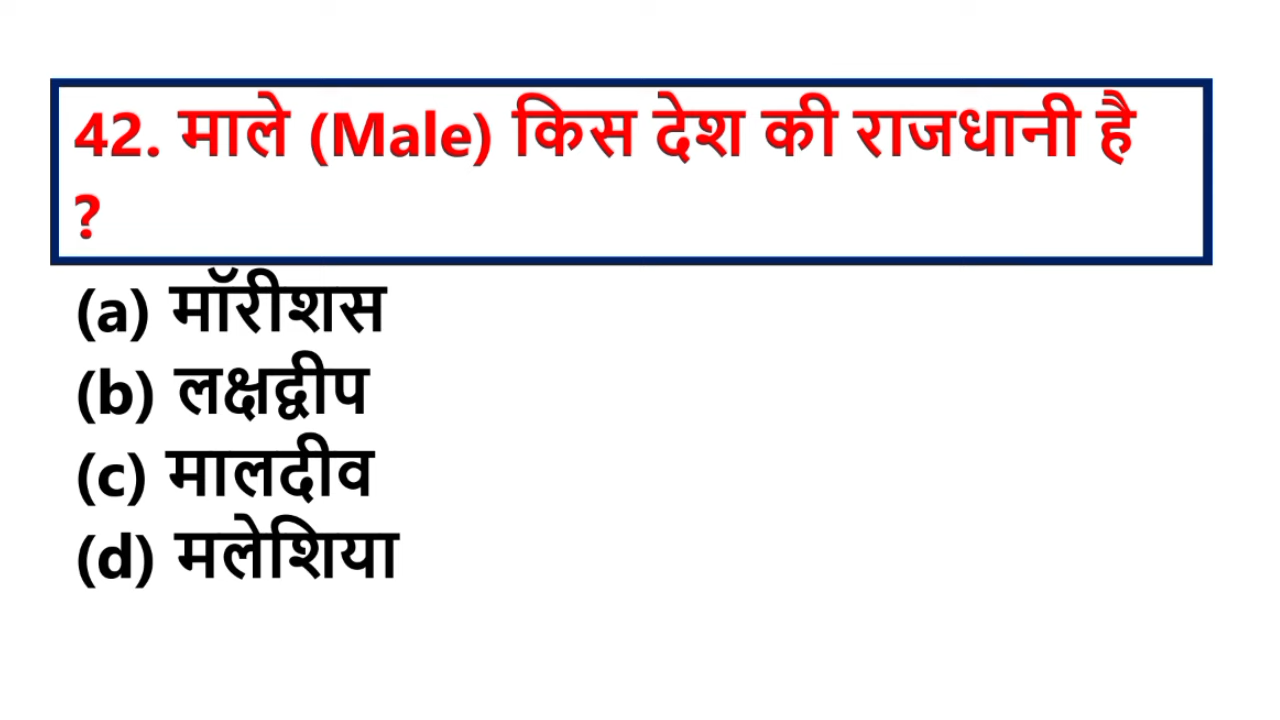 42. माले (Male) किस देश की राजधानी है
?
(a) मॉरीशस
(b) लक्षद्वीप
(c) मालदीव
(d) मलेशिया